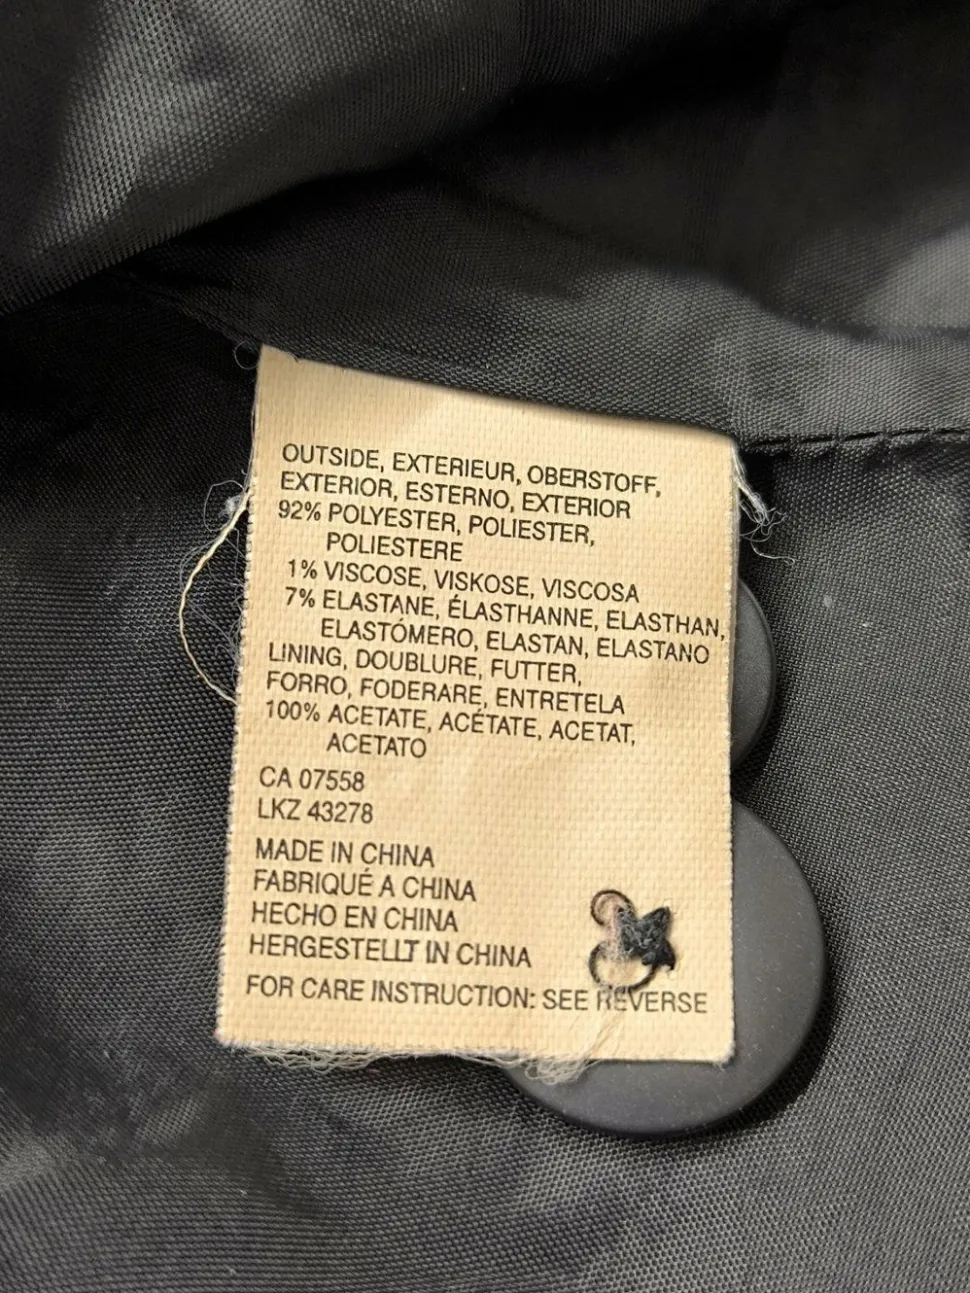 OUTSIDE, EXTERIEUR, OBERSTOFF,
EXTERIOR, ESTERNO, EXTERIOR
92% POLYESTER, POLIESTER,
POLIESTERE
1% VISCOSE, VISKOSE, VISCOSA
7% ELASTANE, ÉLASTHANNE, ELASTHAN,
ELASTÓMERO, ELASTAN, ELASTANO
LINING, DOUBLURE, FUTTER,
FORRO, FODERARE, ENTRETELA
100% ACETATE, ACÉTATE, ACETAT,
ACETATO
CA 07558
LKZ 43278
MADE IN CHINA
FABRIQUÉ A CHINA
HECHO EN CHINA
HERGESTELLT IN CHINA
FOR CARE INSTRUCTION: SEE REVERSE